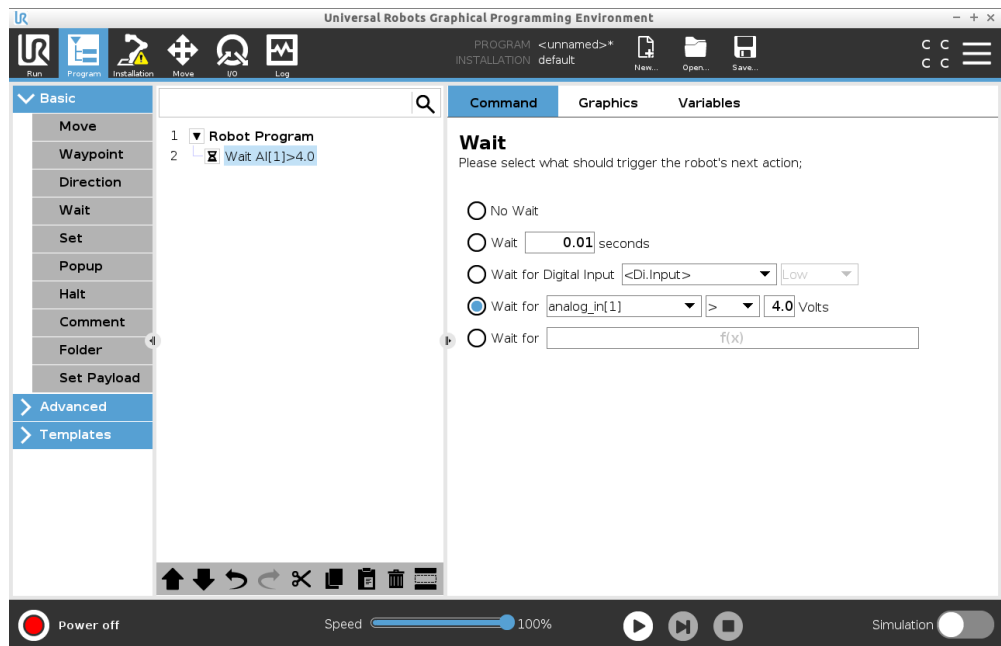 Universal Robots Graphical Programming Environment
Run
Program
Installation
Move
I/O
Log
PROGRAM <unnamed>*
INSTALLATION default
New...
Open...
Save...
C C
C C
Basic
Move
Waypoint
Direction
Wait
Set
Popup
Halt
Comment
Folder
Set Payload
Advanced
Templates
1 Robot Program
2 Wait AI[1]>4.0
Command Graphics Variables
Wait
Please select what should trigger the robot's next action;
No Wait
Wait 0.01 seconds
Wait for Digital Input <Di.Input> Low
Wait for analog_in[1] > 4.0 Volts
Wait for f(x)
Power off
Speed 100%
Simulation